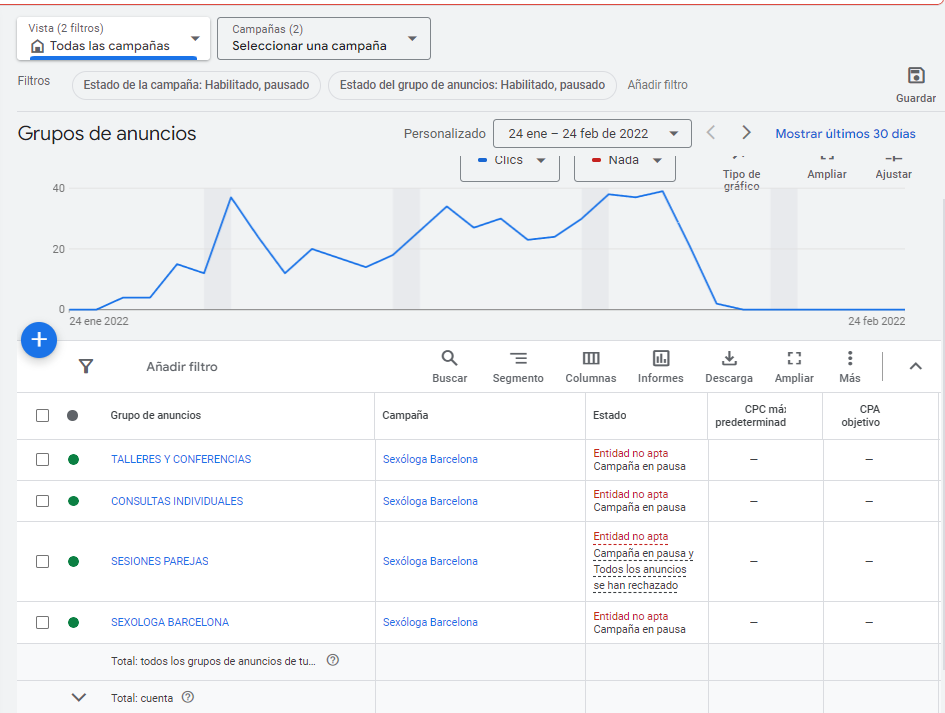 Vista (2 filtros)
Todas las campañas
Campañas (2)
Seleccionar una campaña
Filtros
Estado de la campaña: Habilitado, pausado
Estado del grupo de anuncios: Habilitado, pausado
Añadir filtro
Guardar
Grupos de anuncios
Personalizado
24 ene – 24 feb de 2022
Mostrar últimos 30 días
Clics
Nada
Tipo de
gráfico
Ampliar
Ajustar
40
20
0
24 ene 2022
24 feb 2022
Añadir filtro
Buscar
Segmento
Columnas
Informes
Descarga
Ampliar
Más
Grupo de anuncios
Campaña
Estado
CPC máx
predeterminad
CPA
objetivo
TALLERES Y CONFERENCIAS
Sexóloga Barcelona
Entidad no apta
Campaña en pausa
–
–
CONSULTAS INDIVIDUALES
Sexóloga Barcelona
Entidad no apta
Campaña en pausa
–
–
SESIONES PAREJAS
Sexóloga Barcelona
Entidad no apta
Campaña en pausa y
Todos los anuncios
se han rechazado
–
–
SEXOLOGA BARCELONA
Sexóloga Barcelona
Entidad no apta
Campaña en pausa
–
–
Total: todos los grupos de anuncios de tu...
Total: cuenta